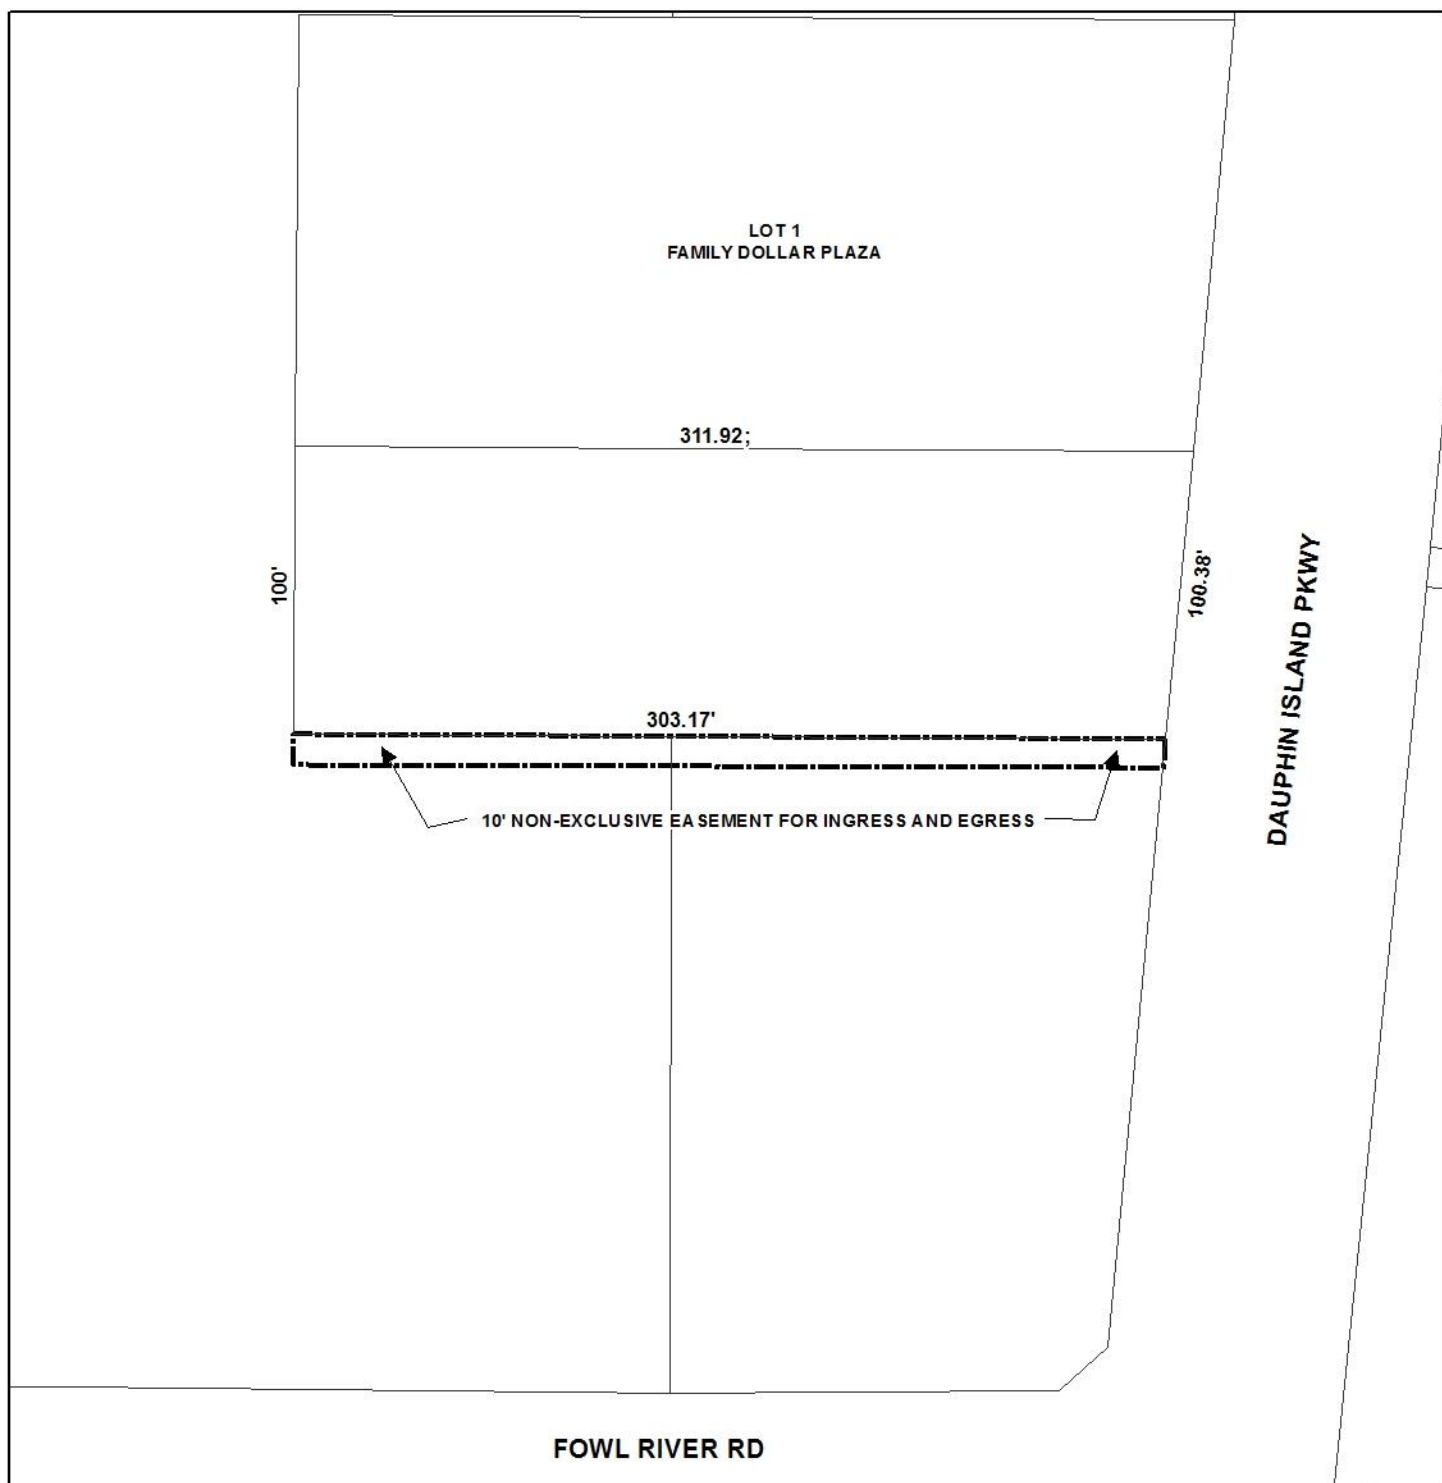 LOT 1
FAMILY DOLLAR PLAZA
311.92;
100'
100.38'
DAUPHIN ISLAND PKWY
303.17'
10' NON-EXCLUSIVE EASEMENT FOR INGRESS AND EGRESS
FOWL RIVER RD